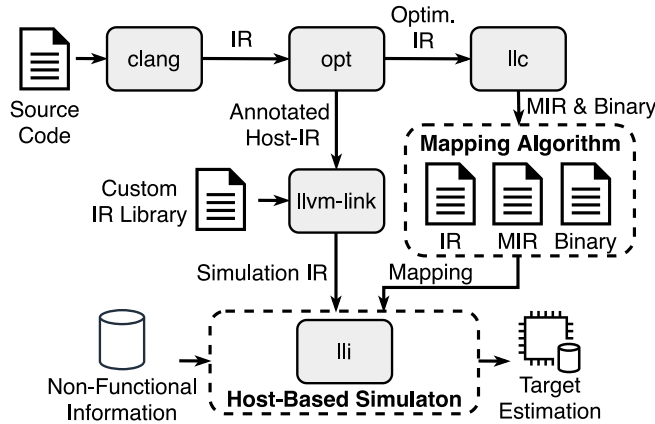 Source
Code
clang
IR
opt
Optim.
IR
llc
Annotated
Host-IR
MIR & Binary
Mapping Algorithm
IR
MIR
Binary
Custom
IR Library
llvm-link
Simulation IR
Mapping
Non-Functional
Information
lli
Host-Based Simulaton
Target
Estimation